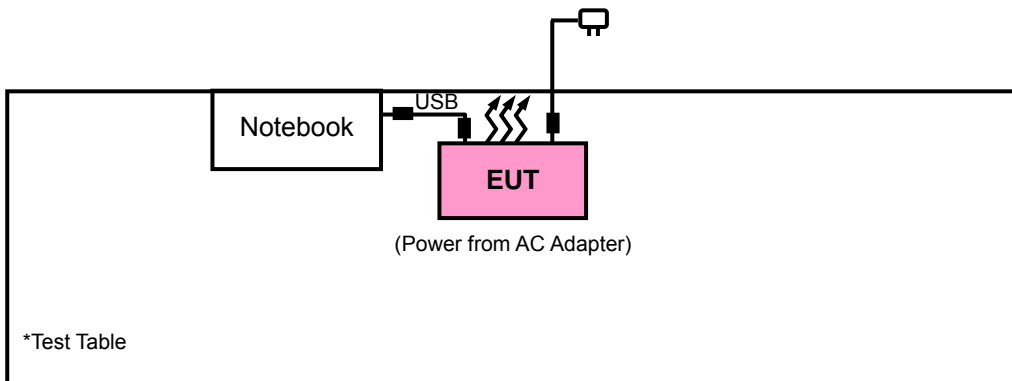 USB
Notebook
EUT
(Power from AC Adapter)
*Test Table